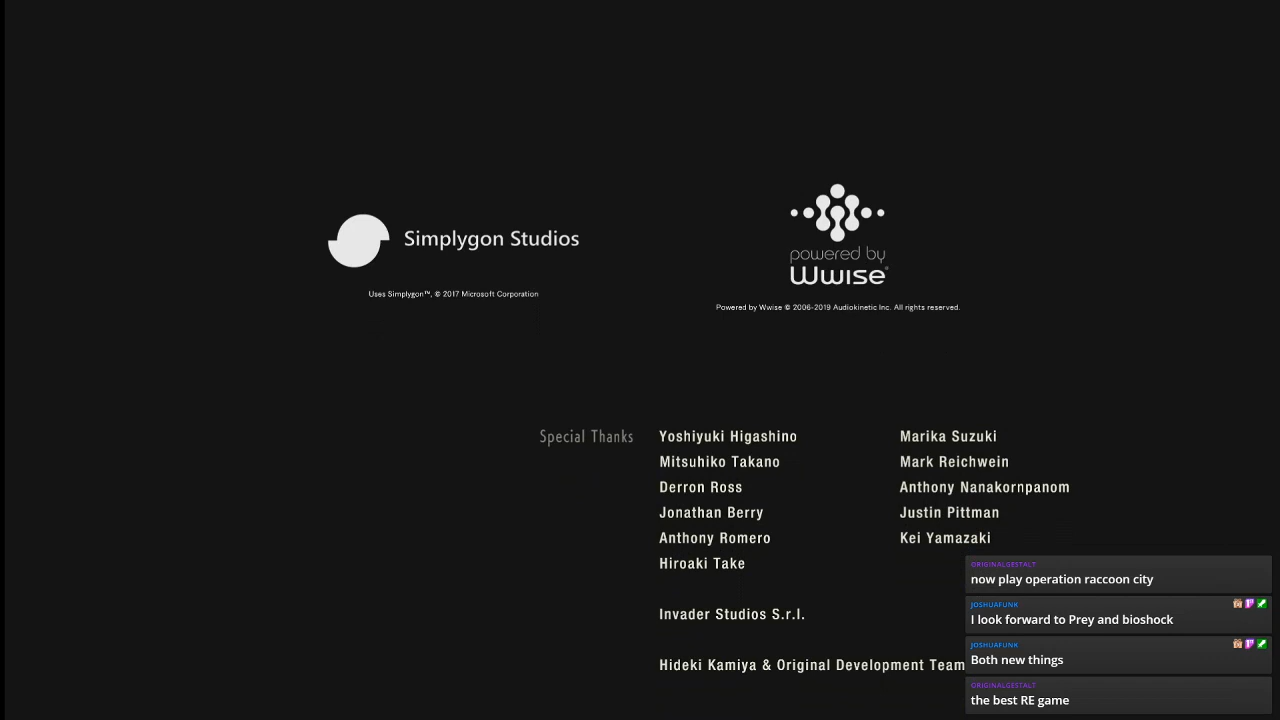 Simplygon Studios
Uses Simplygon™, © 2017 Microsoft Corporation
powered by
Wwise®
Powered by Wwise © 2006-2019 Audiokinetic Inc. All rights reserved.
Special Thanks
Yoshiyuki Higashino
Marika Suzuki
Mitsuhiko Takano
Mark Reichwein
Derron Ross
Anthony Nanakornpanom
Jonathan Berry
Justin Pittman
Anthony Romero
Kei Yamazaki
Hiroaki Take
Invader Studios S.r.l.
Hideki Kamiya & Original Development Team
ORIGINALGESTALT
now play operation raccoon city
JOSHUAFUNK
I look forward to Prey and bioshock
JOSHUAFUNK
Both new things
ORIGINALGESTALT
the best RE game